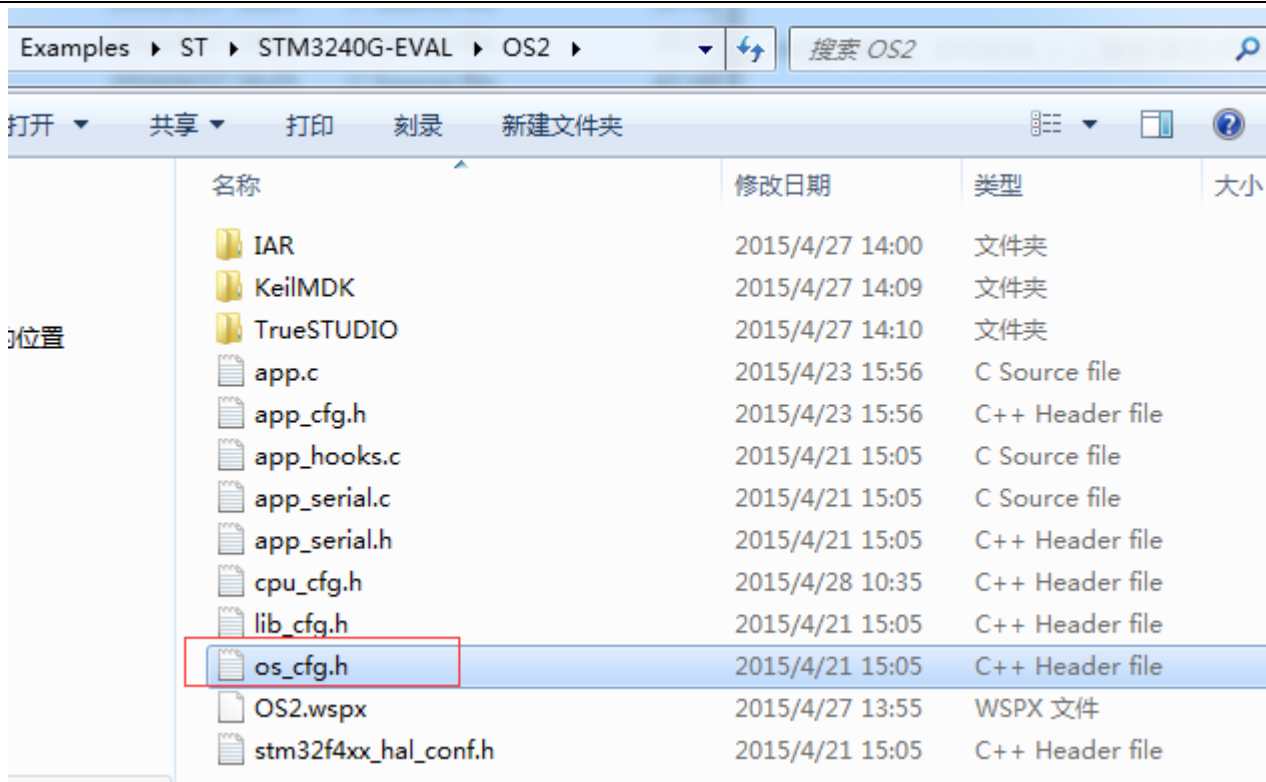 Examples ▸ ST ▸ STM3240G-EVAL ▸ OS2 ▸ 搜索 OS2
打开 共享 打印 刻录 新建文件夹
名称 修改日期 类型 大小
IAR 2015/4/27 14:00 文件夹
KeilMDK 2015/4/27 14:09 文件夹
的位置
TrueSTUDIO 2015/4/27 14:10 文件夹
app.c 2015/4/23 15:56 C Source file
app_cfg.h 2015/4/23 15:56 C++ Header file
app_hooks.c 2015/4/21 15:05 C Source file
app_serial.c 2015/4/21 15:05 C Source file
app_serial.h 2015/4/21 15:05 C++ Header file
cpu_cfg.h 2015/4/28 10:35 C++ Header file
lib_cfg.h 2015/4/21 15:05 C++ Header file
os_cfg.h 2015/4/21 15:05 C++ Header file
OS2.wspx 2015/4/27 13:55 WSPX 文件
stm32f4xx_hal_conf.h 2015/4/21 15:05 C++ Header file